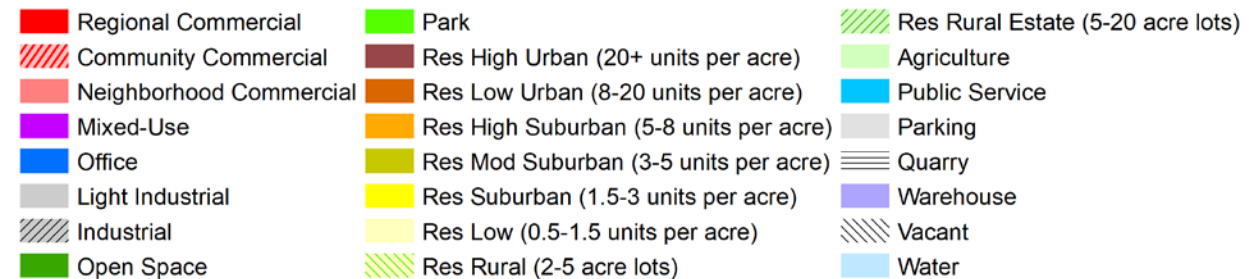 Regional Commercial
Community Commercial
Neighborhood Commercial
Mixed-Use
Office
Light Industrial
Industrial
Open Space
Park
Res High Urban (20+ units per acre)
Res Low Urban (8-20 units per acre)
Res High Suburban (5-8 units per acre)
Res Mod Suburban (3-5 units per acre)
Res Suburban (1.5-3 units per acre)
Res Low (0.5-1.5 units per acre)
Res Rural (2-5 acre lots)
Res Rural Estate (5-20 acre lots)
Agriculture
Public Service
Parking
Quarry
Warehouse
Vacant
Water